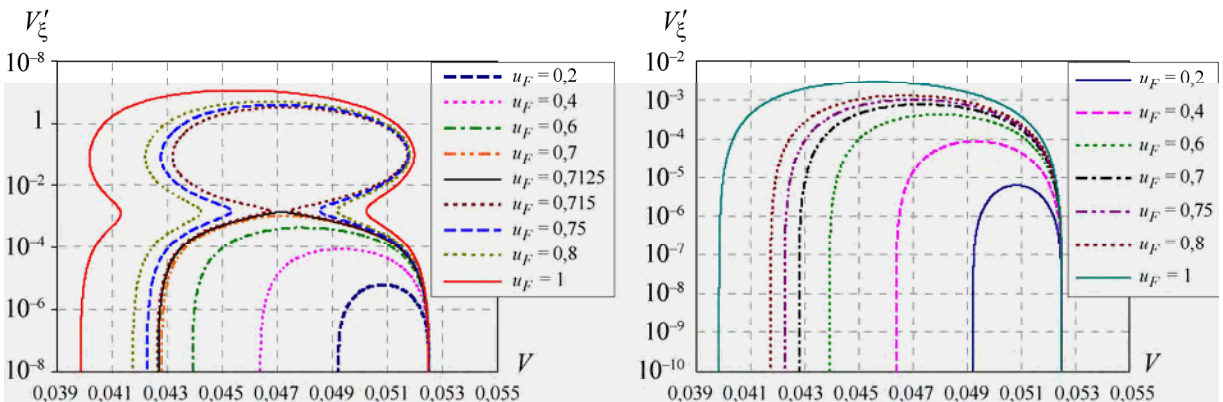 V′ξ
10⁻⁸
1
10⁻²
10⁻⁴
10⁻⁶
10⁻⁸
0,039 0,041 0,043 0,045 0,047 0,049 0,051 0,053 0,055
V
u_F = 0,2
u_F = 0,4
u_F = 0,6
u_F = 0,7
u_F = 0,7125
u_F = 0,715
u_F = 0,75
u_F = 0,8
u_F = 1
V′ξ
10⁻²
10⁻³
10⁻⁴
10⁻⁵
10⁻⁶
10⁻⁷
10⁻⁸
10⁻⁹
10⁻¹⁰
0,039 0,041 0,043 0,045 0,047 0,049 0,051 0,053 0,055
V
u_F = 0,2
u_F = 0,4
u_F = 0,6
u_F = 0,7
u_F = 0,75
u_F = 0,8
u_F = 1